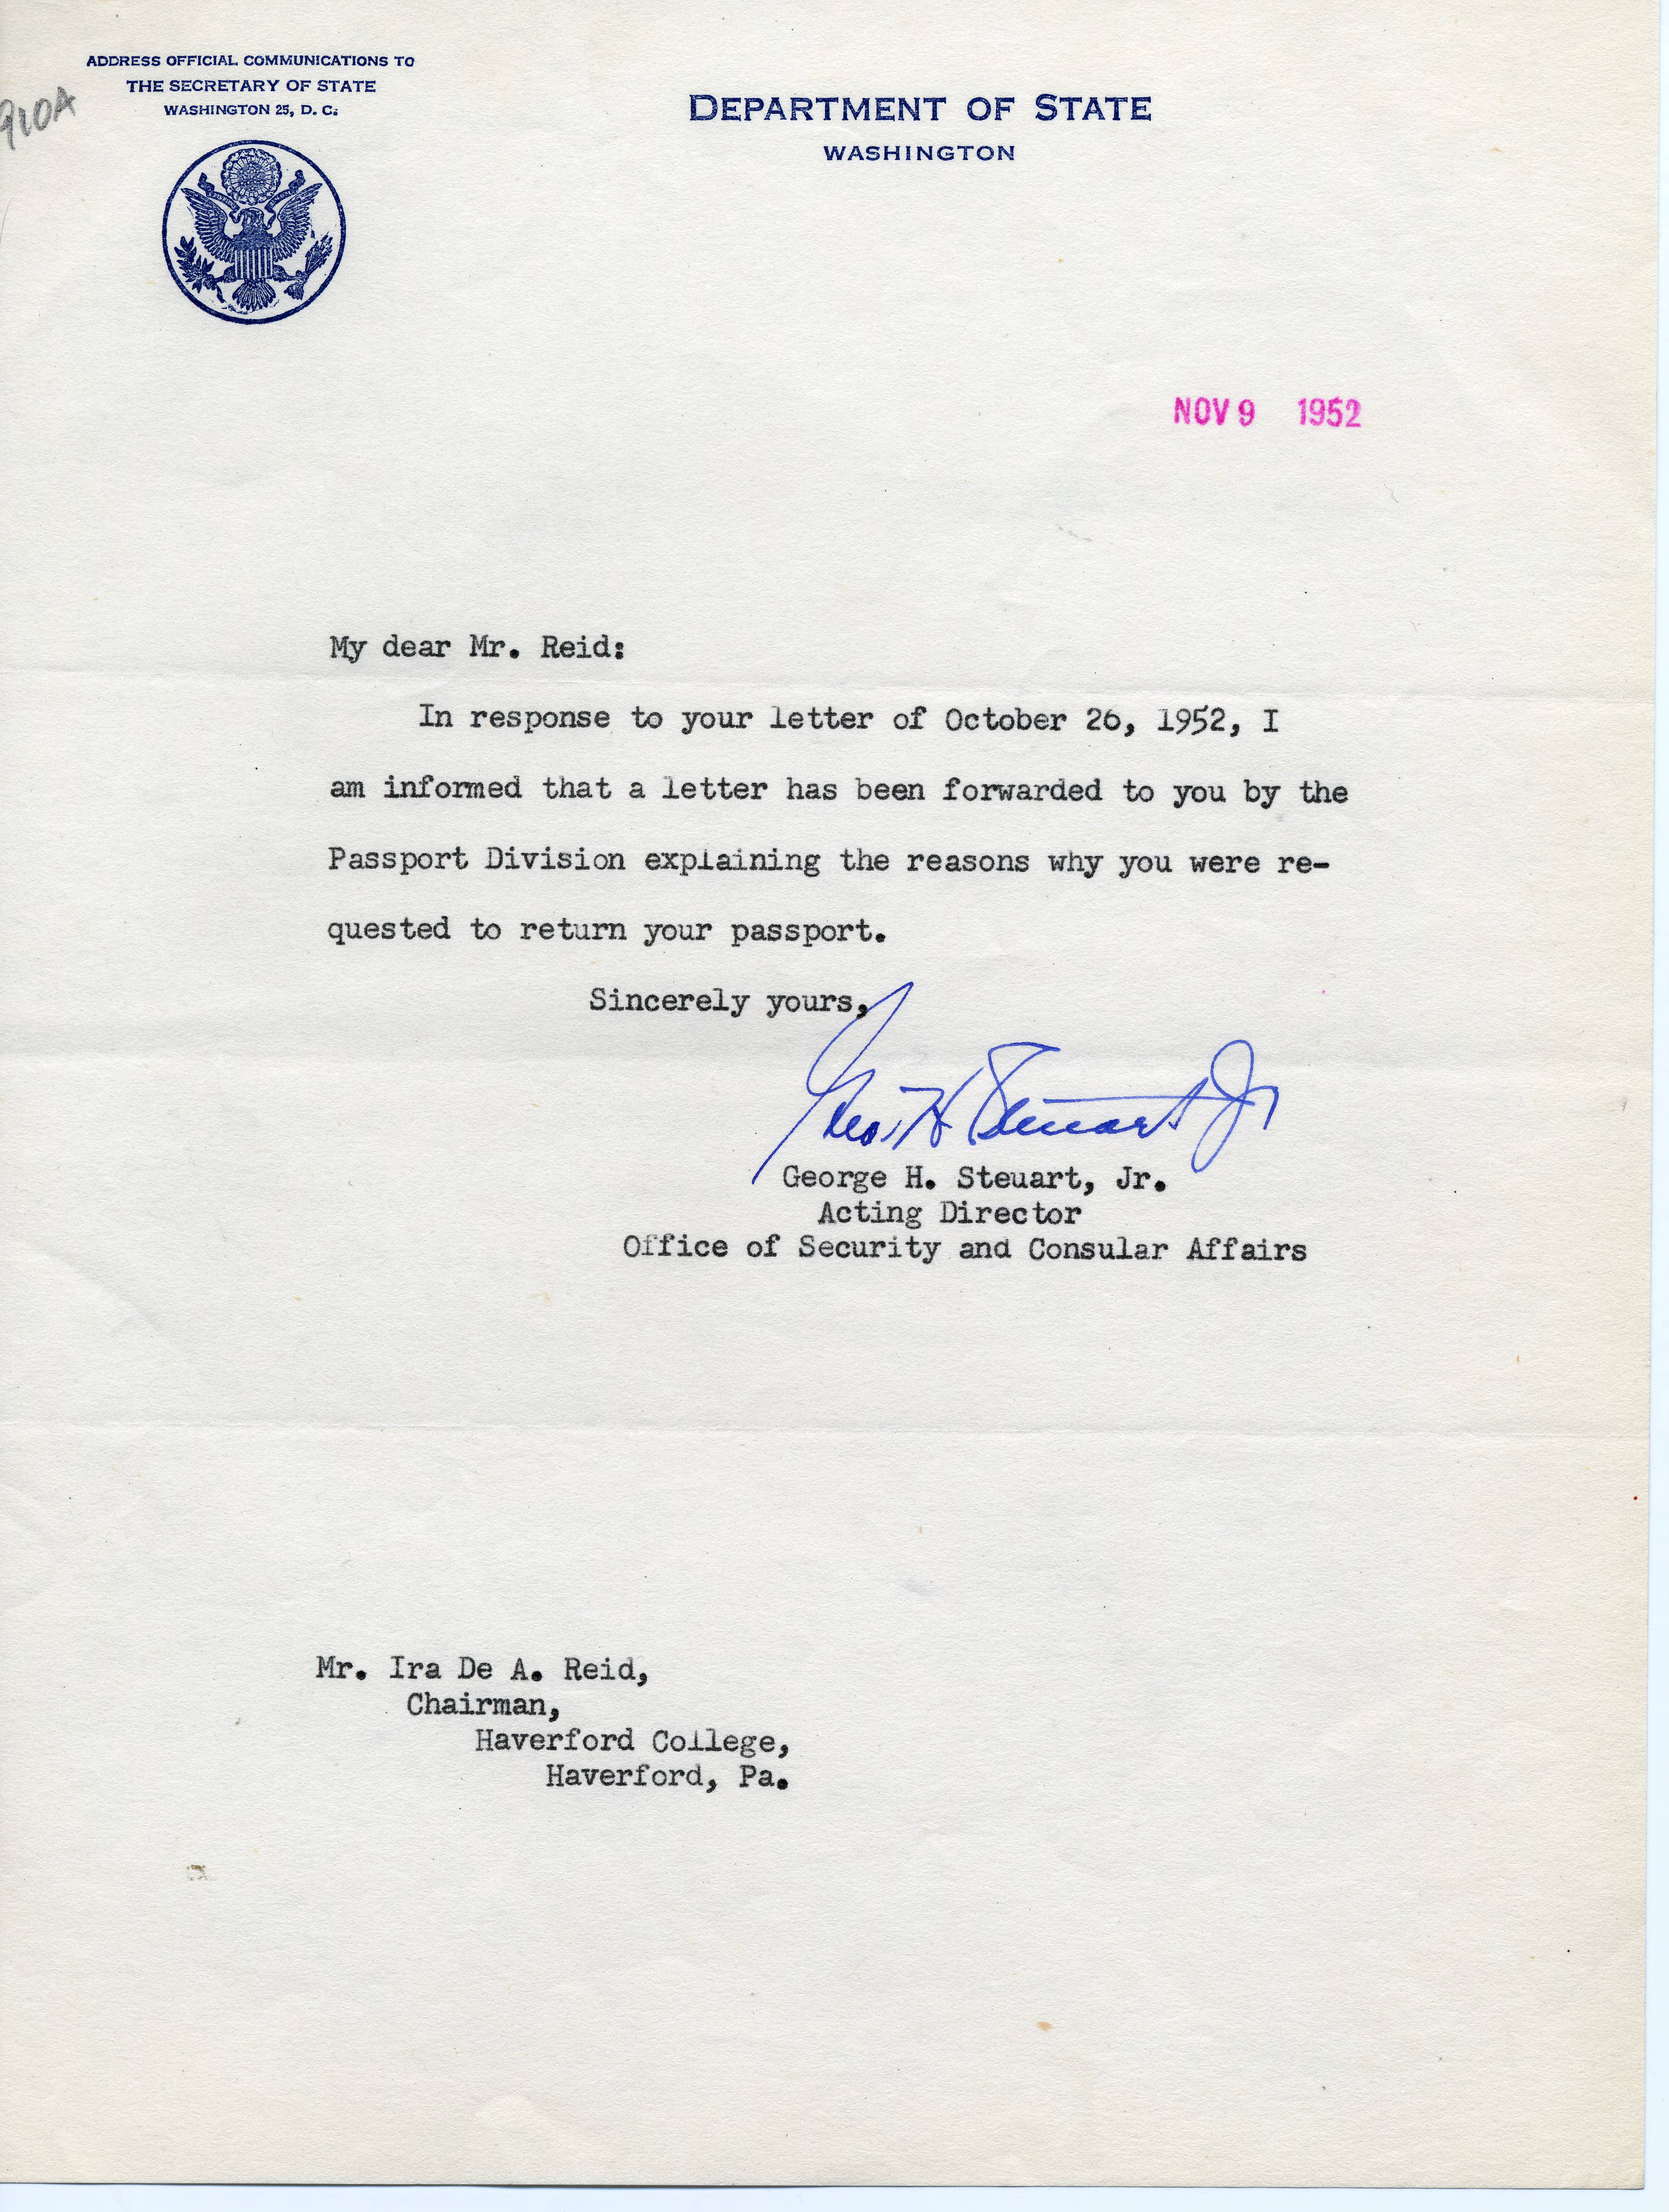 ADDRESS OFFICIAL COMMUNICATIONS TO
THE SECRETARY OF STATE
WASHINGTON 25, D. C.
910A
DEPARTMENT OF STATE
WASHINGTON
NOV 9 1952
My dear Mr. Reid:
In response to your letter of October 26, 1952, I
am informed that a letter has been forwarded to you by the
Passport Division explaining the reasons why you were re-
quested to return your passport.
Sincerely yours,
Geo. H Steuart Jr
George H. Steuart, Jr.
Acting Director
Office of Security and Consular Affairs
Mr. Ira De A. Reid,
Chairman,
Haverford College,
Haverford, Pa.